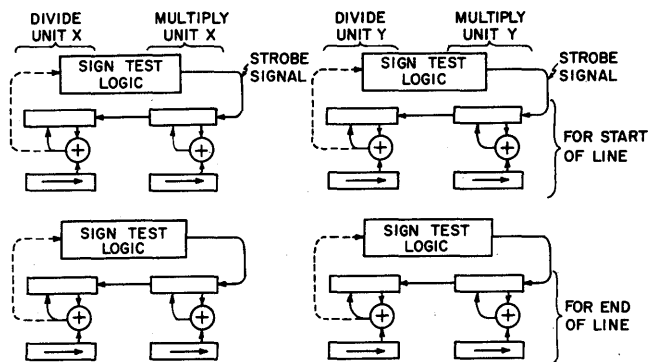 DIVIDE UNIT X
MULTIPLY UNIT X
STROBE SIGNAL
SIGN TEST LOGIC
DIVIDE UNIT Y
MULTIPLY UNIT Y
STROBE SIGNAL
SIGN TEST LOGIC
FOR START OF LINE
SIGN TEST LOGIC
SIGN TEST LOGIC
FOR END OF LINE